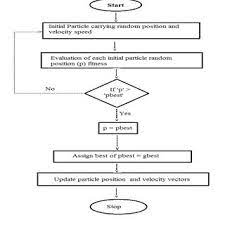 Start
Initial Particle carrying random position and
velocity speed
Evaluation of each initial particle random
position (p) fitness
No
If 'p' >
'pbest'
Yes
p = pbest
Assign best of pbest = gbest
Update particle position and velocity vectors
Stop